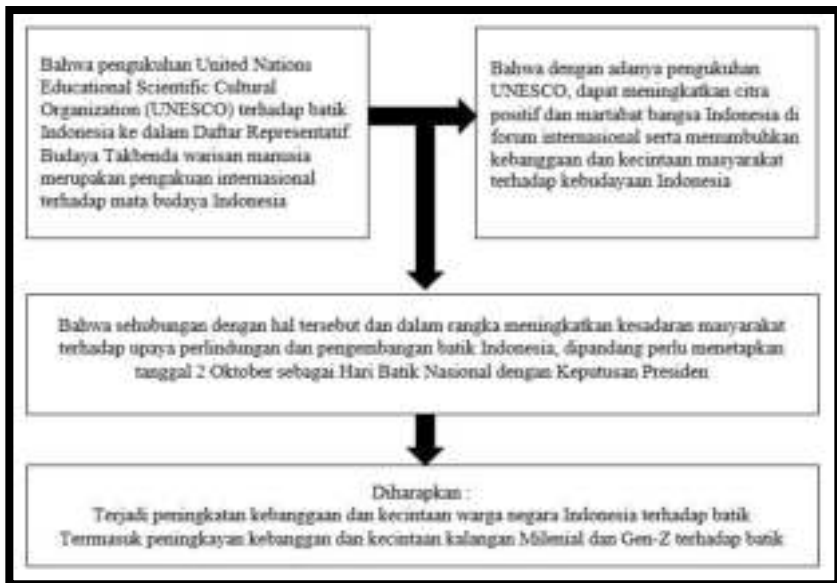 Bahwa pengukuhan United Nations
Educational Scientific Cultural
Organization (UNESCO) terhadap batik
Indonesia ke dalam Daftar Representatif
Budaya Takbenda warisan manusia
merupakan pengakuan internasional
terhadap mata budaya Indonesia
Bahwa dengan adanya pengukuhan
UNESCO, dapat meningkatkan citra
positif dan martabat bangsa Indonesia di
forum internasional serta menumbuhkan
kebanggaan dan kecintaan masyarakat
terhadap kebudayaan Indonesia
Bahwa sehubungan dengan hal tersebut dan dalam rangka meningkatkan kesadaran masyarakat
terhadap upaya perlindungan dan pengembangan batik Indonesia, dipandang perlu menetapkan
tanggal 2 Oktober sebagai Hari Batik Nasional dengan Keputusan Presiden
Diharapkan :
Terjadi peningkatan kebanggaan dan kecintaan warga negara Indonesia terhadap batik
Termasuk peningkayan kebanggan dan kecintaan kalangan Milenial dan Gen-Z terhadap batik